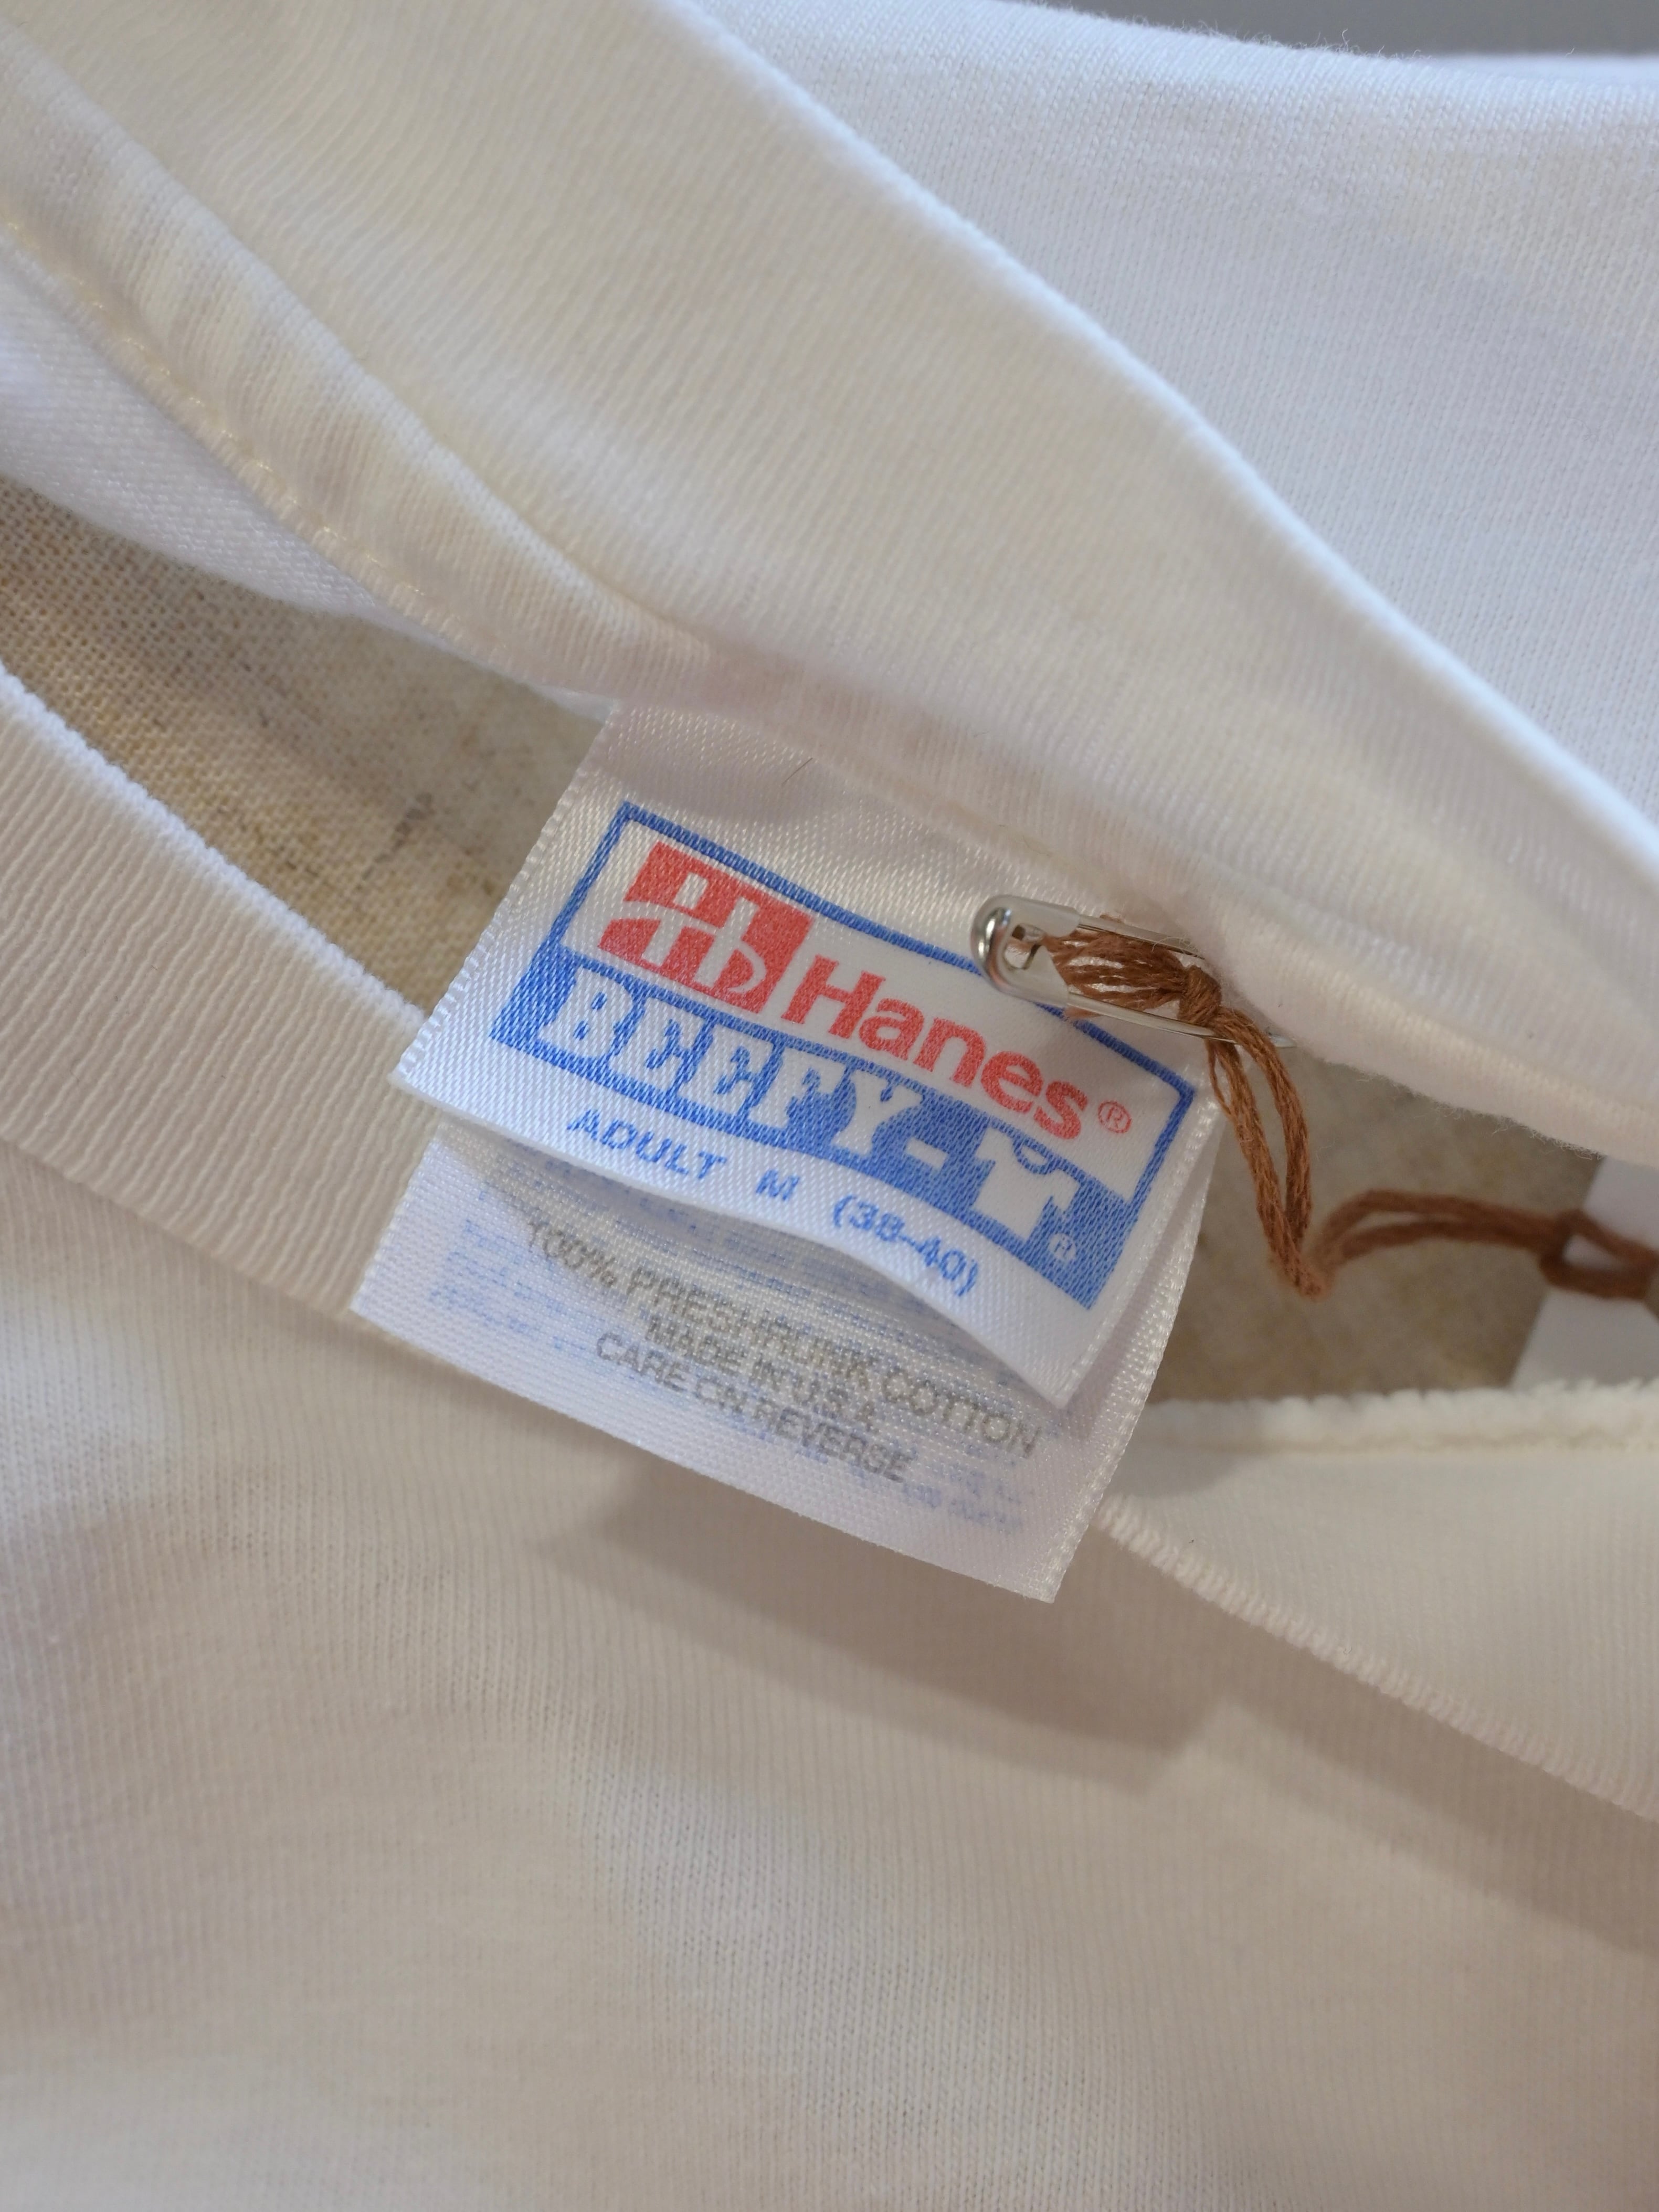 Hanes®
BEEFY-T®
ADULT M (38-40)
100% PRESHRUNK COTTON
MADE IN U.S.A.
CARE ON REVERSE